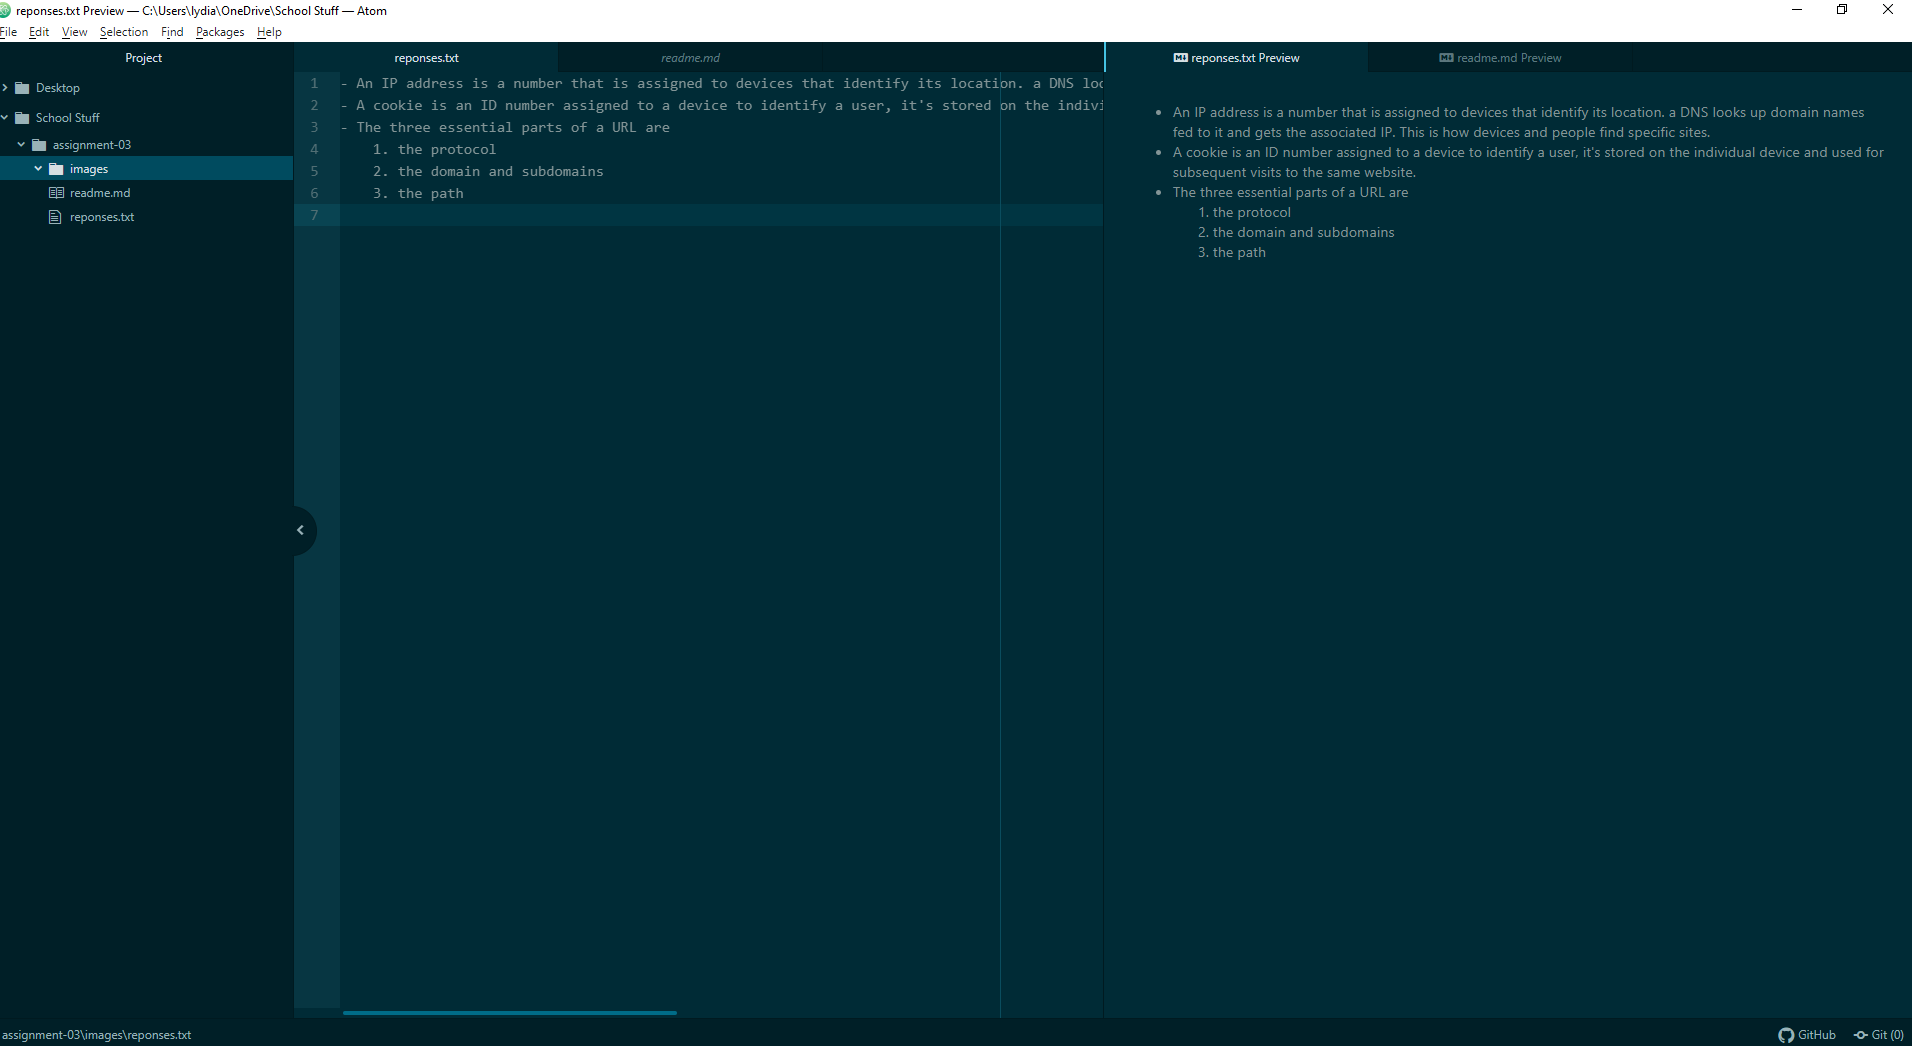 reponses.txt Preview — C:\Users\lydia\OneDrive\School Stuff — Atom
File Edit View Selection Find Packages Help
Project
Desktop
School Stuff
assignment-03
images
readme.md
reponses.txt
reponses.txt readme.md
1 - An IP address is a number that is assigned to devices that identify its location. a DNS loo
2 - A cookie is an ID number assigned to a device to identify a user, it's stored on the indivi
3 - The three essential parts of a URL are
4 1. the protocol
5 2. the domain and subdomains
6 3. the path
7
reponses.txt Preview readme.md Preview
• An IP address is a number that is assigned to devices that identify its location. a DNS looks up domain names
fed to it and gets the associated IP. This is how devices and people find specific sites.
• A cookie is an ID number assigned to a device to identify a user, it's stored on the individual device and used for
subsequent visits to the same website.
• The three essential parts of a URL are
1. the protocol
2. the domain and subdomains
3. the path
assignment-03\images\reponses.txt
GitHub Git (0)